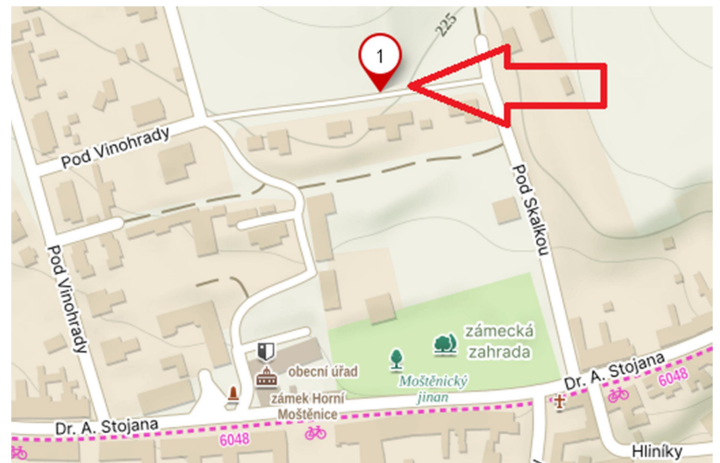 225
1
Pod Vinohrady
Pod Skalkou
Pod Vinohrady
zámecká
zahrada
obecní úřad
Moštěnický
jinan
zámek Horní
Moštěnice
Dr. A. Stojana
6048
Dr. A. Stojana
6048
Hliníky